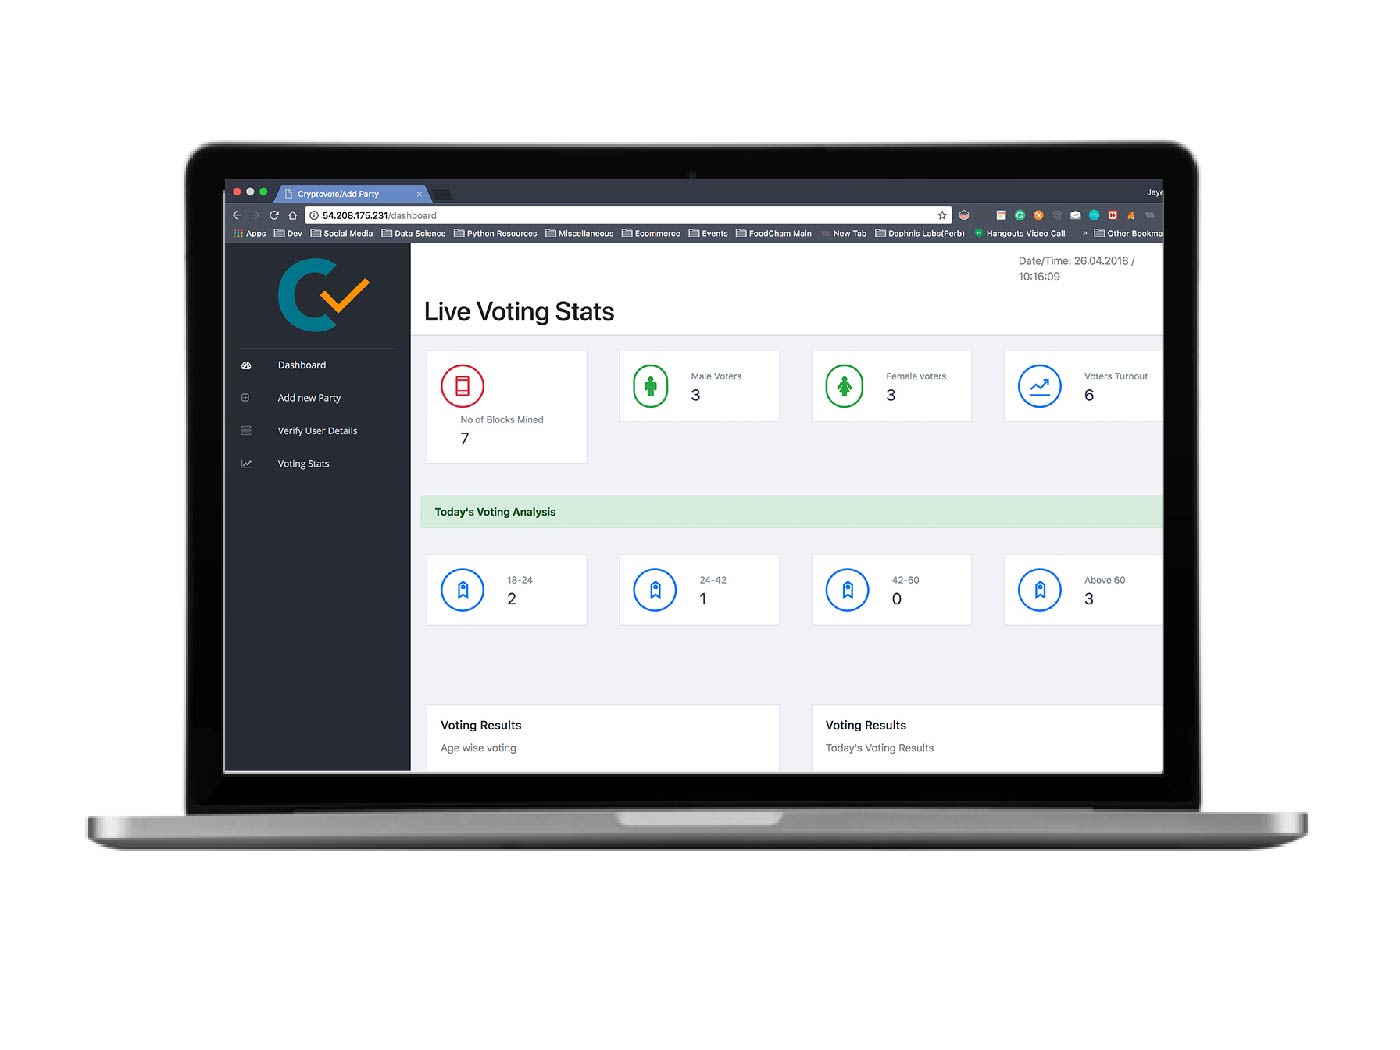 Cryptovote/Add Party
Jaye
54.208.175.231/dashboard
Apps Dev Social Media Data Science Python Resources Miscellaneous Ecommerce Events FoodCham Main New Tab Daphnis Labs(Perb) Hangouts Video Call » Other Bookma
Date/Time: 26.04.2018 /
10:16:09
Live Voting Stats
Dashboard
Add new Party
Verify User Details
Voting Stats
No of Blocks Mined
7
Male Voters
3
Female voters
3
Voters Turnout
6
Today's Voting Analysis
18-24
2
24-42
1
42-60
0
Above 60
3
Voting Results
Age wise voting
Voting Results
Today's Voting Results